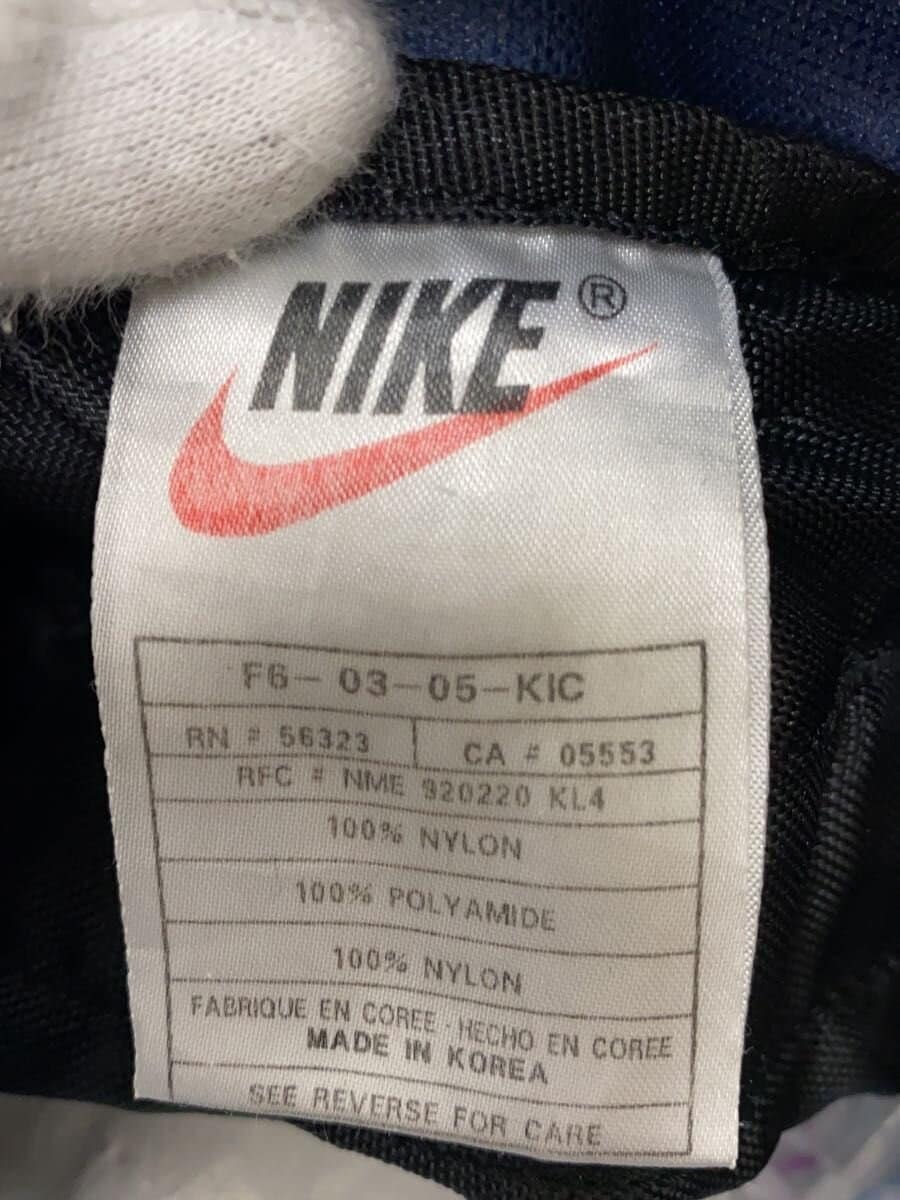 NIKE®
F6-03-05-KIC
RN # 56323 CA # 05553
RFC # NME 920220 KL4
100% NYLON
100% POLYAMIDE
100% NYLON
FABRIQUE EN COREE · HECHO EN COREE
MADE IN KOREA
SEE REVERSE FOR CARE